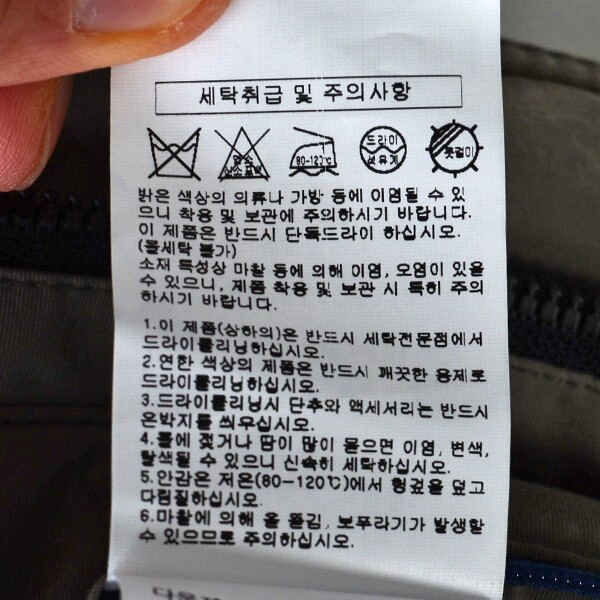 세탁취급 및 주의사항
염소
산소표백
80-120℃
드라이
석유계
옷걸이
밝은 색상의 의류나 가방 등에 이염될 수 있
으니 착용 및 보관에 주의하시기 바랍니다.
이 제품은 반드시 단독드라이 하십시오.
(물세탁 불가)
소재 특성상 마찰 등에 의해 이염, 오염이 있을
수 있으니, 제품 착용 및 보관 시 특히 주의
하시기 바랍니다.
1.이 제품(상하의)은 반드시 세탁전문점에서
드라이클리닝하십시오.
2.연한 색상의 제품은 반드시 깨끗한 용제로
드라이클리닝하십시오.
3.드라이클리닝시 단추와 액세서리는 반드시
은박지를 씌우십시오.
4.물에 젖거나 땀이 많이 묻으면 이염, 변색,
탈색될 수 있으니 신속히 세탁하십시오.
5.안감은 저온(80-120℃)에서 헝겊을 덮고
다림질하십시오.
6.마찰에 의해 올 뜯김, 보푸라기가 발생할
수 있으므로 주의하십시오.